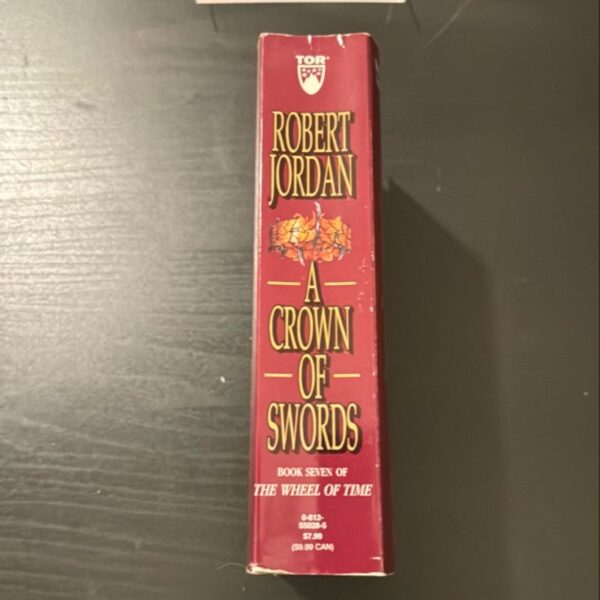 TOR®
ROBERT
JORDAN
A
CROWN
OF
SWORDS
BOOK SEVEN OF
THE WHEEL OF TIME
0-812-
55028-5
$7.99
($9.99 CAN)